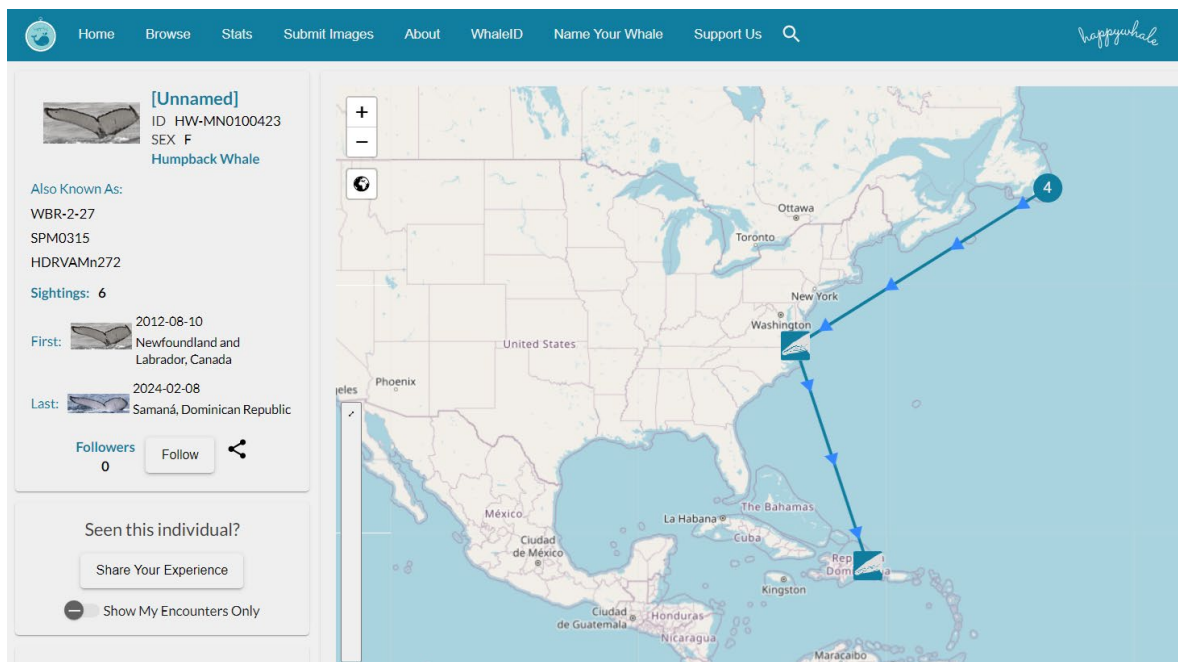 Home Browse Stats Submit Images About WhaleID Name Your Whale Support Us
happywhale
[Unnamed]
ID HW-MN0100423
SEX F
Humpback Whale
Also Known As:
WBR-2-27
SPM0315
HDRVAMn272
Sightings: 6
First:
2012-08-10
Newfoundland and
Labrador, Canada
Last:
2024-02-08
Samaná, Dominican Republic
Followers
0
Follow
Seen this individual?
Share Your Experience
Show My Encounters Only
+
−
4
Ottawa
Toronto
New York
Washington
United States
Phoenix
eles
The Bahamas
La Habana
México
Cuba
Ciudad
de México
Kingston
Ciudad
de Guatemala
Honduras
Nicaragua
Maracaibo